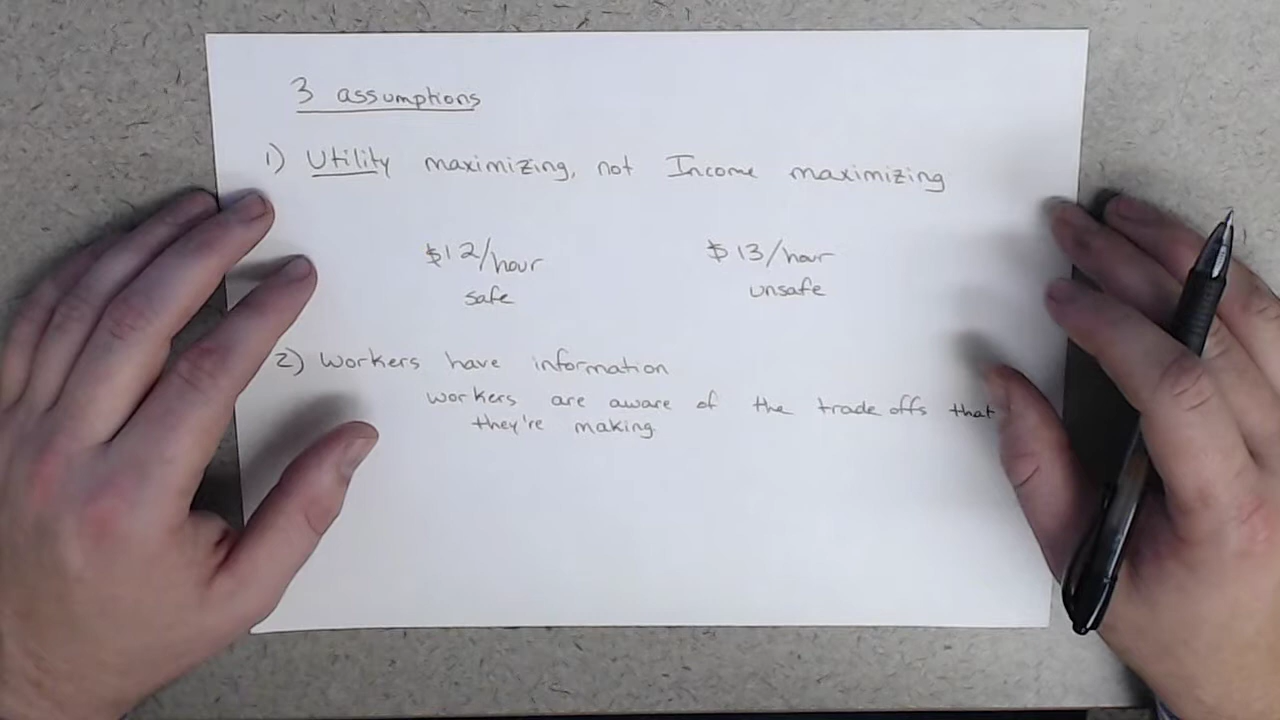 3 assumptions
1) Utility maximizing, not Income maximizing
$12/hour $13/hour
safe unsafe
2) Workers have information
workers are aware of the trade offs that
they're making.